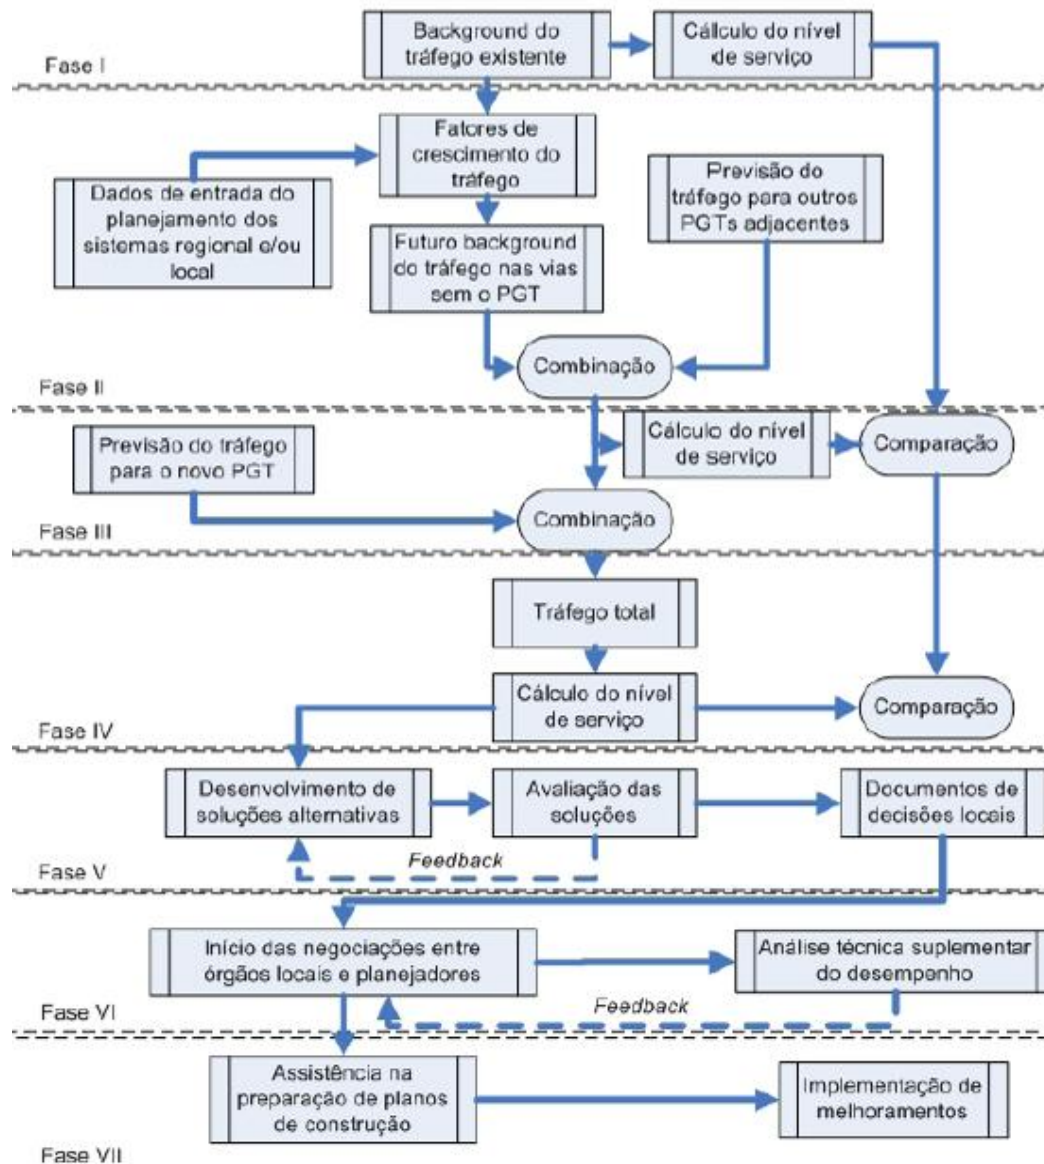 Background do
tráfego existente
Cálculo do nível
de serviço
Fase I
Fatores de
crescimento do
tráfego
Previsão do
tráfego para outros
PGTs adjacentes
Dados de entrada do
planejamento dos
sistemas regional e/ou
local
Futuro background
do tráfego nas vias
sem o PGT
Combinação
Fase II
Previsão do tráfego
para o novo PGT
Cálculo do nível
de serviço
Comparação
Combinação
Fase III
Tráfego total
Cálculo do nível
de serviço
Comparação
Fase IV
Desenvolvimento de
soluções alternativas
Avaliação das
soluções
Documentos de
decisões locais
Feedback
Fase V
Início das negociações entre
órgãos locais e planejadores
Análise técnica suplementar
do desempenho
Feedback
Fase VI
Assistência na
preparação de planos
de construção
Implementação de
melhoramentos
Fase VII